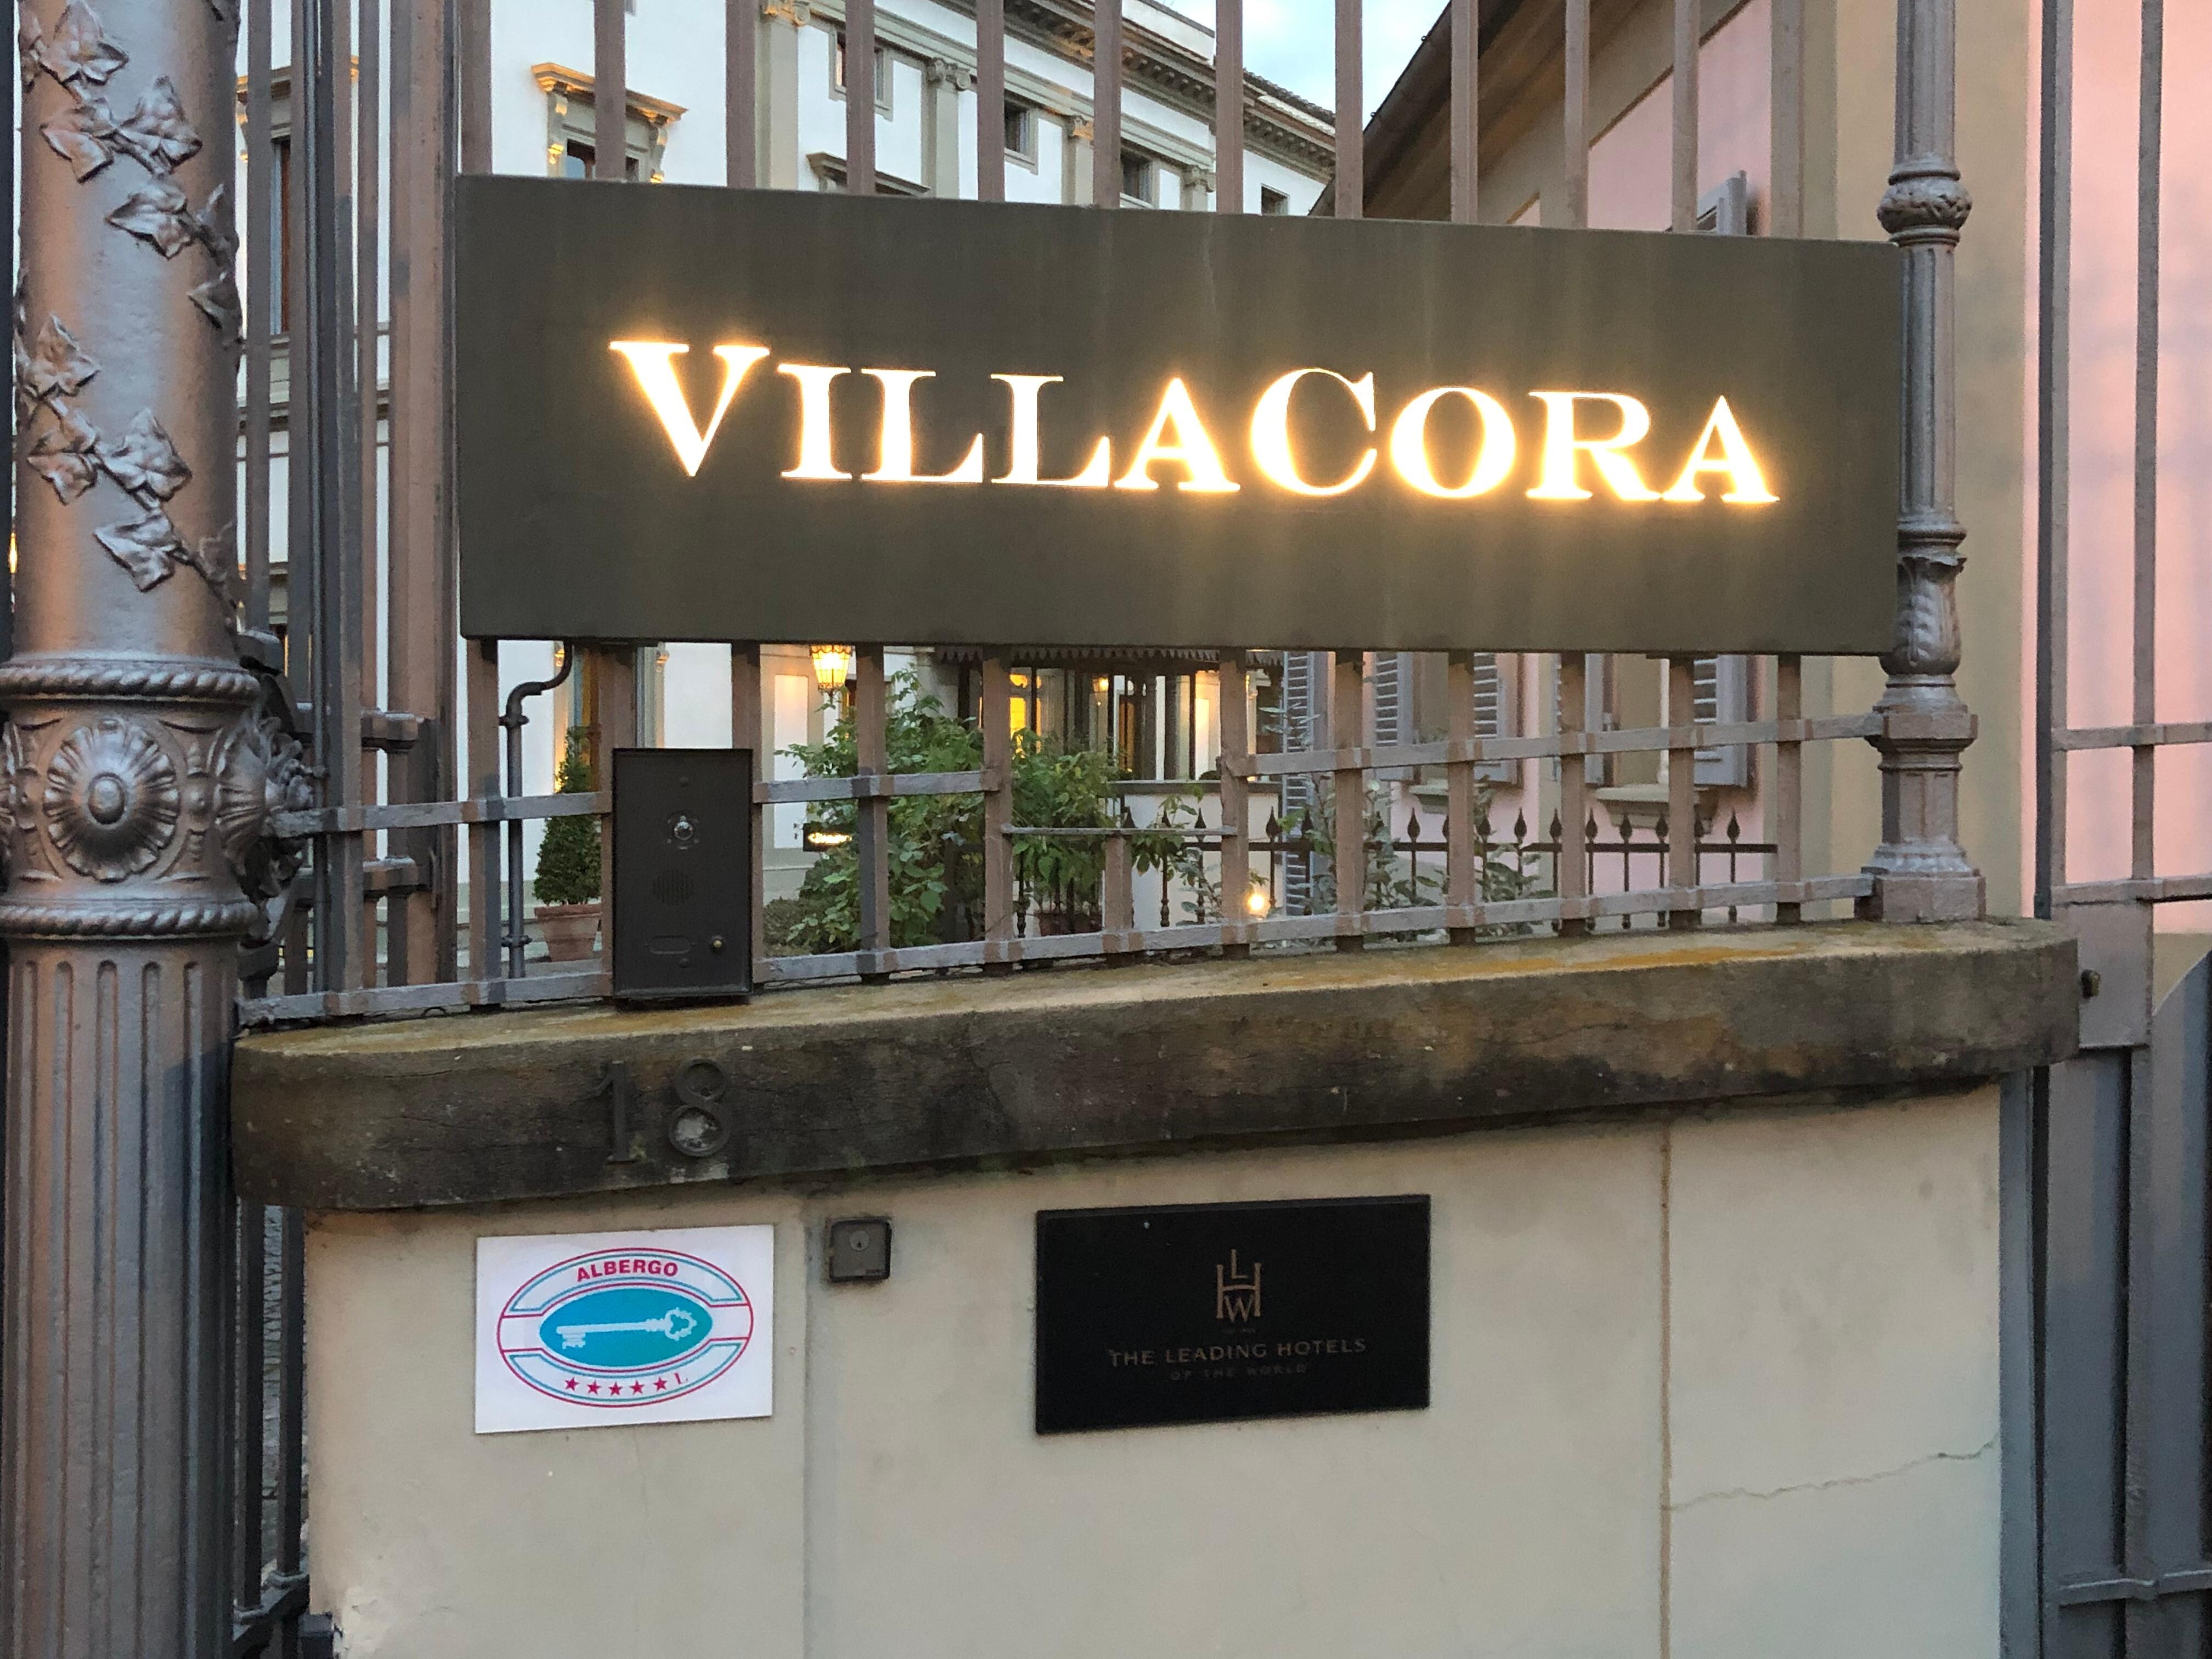 VILLACORA
18
ALBERGO
★★★★★L
LHW
THE LEADING HOTELS
OF THE WORLD